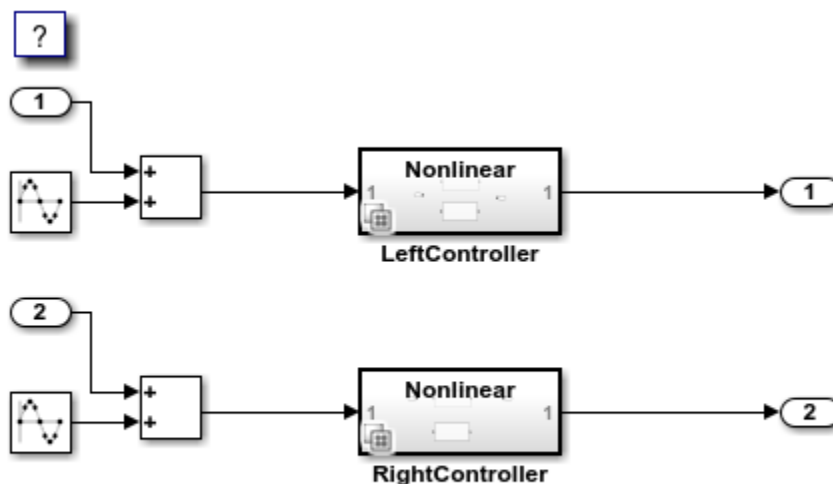 ?
1
+
+
Nonlinear
1 1
1
LeftController
2
+
+
Nonlinear
1 1
2
RightController